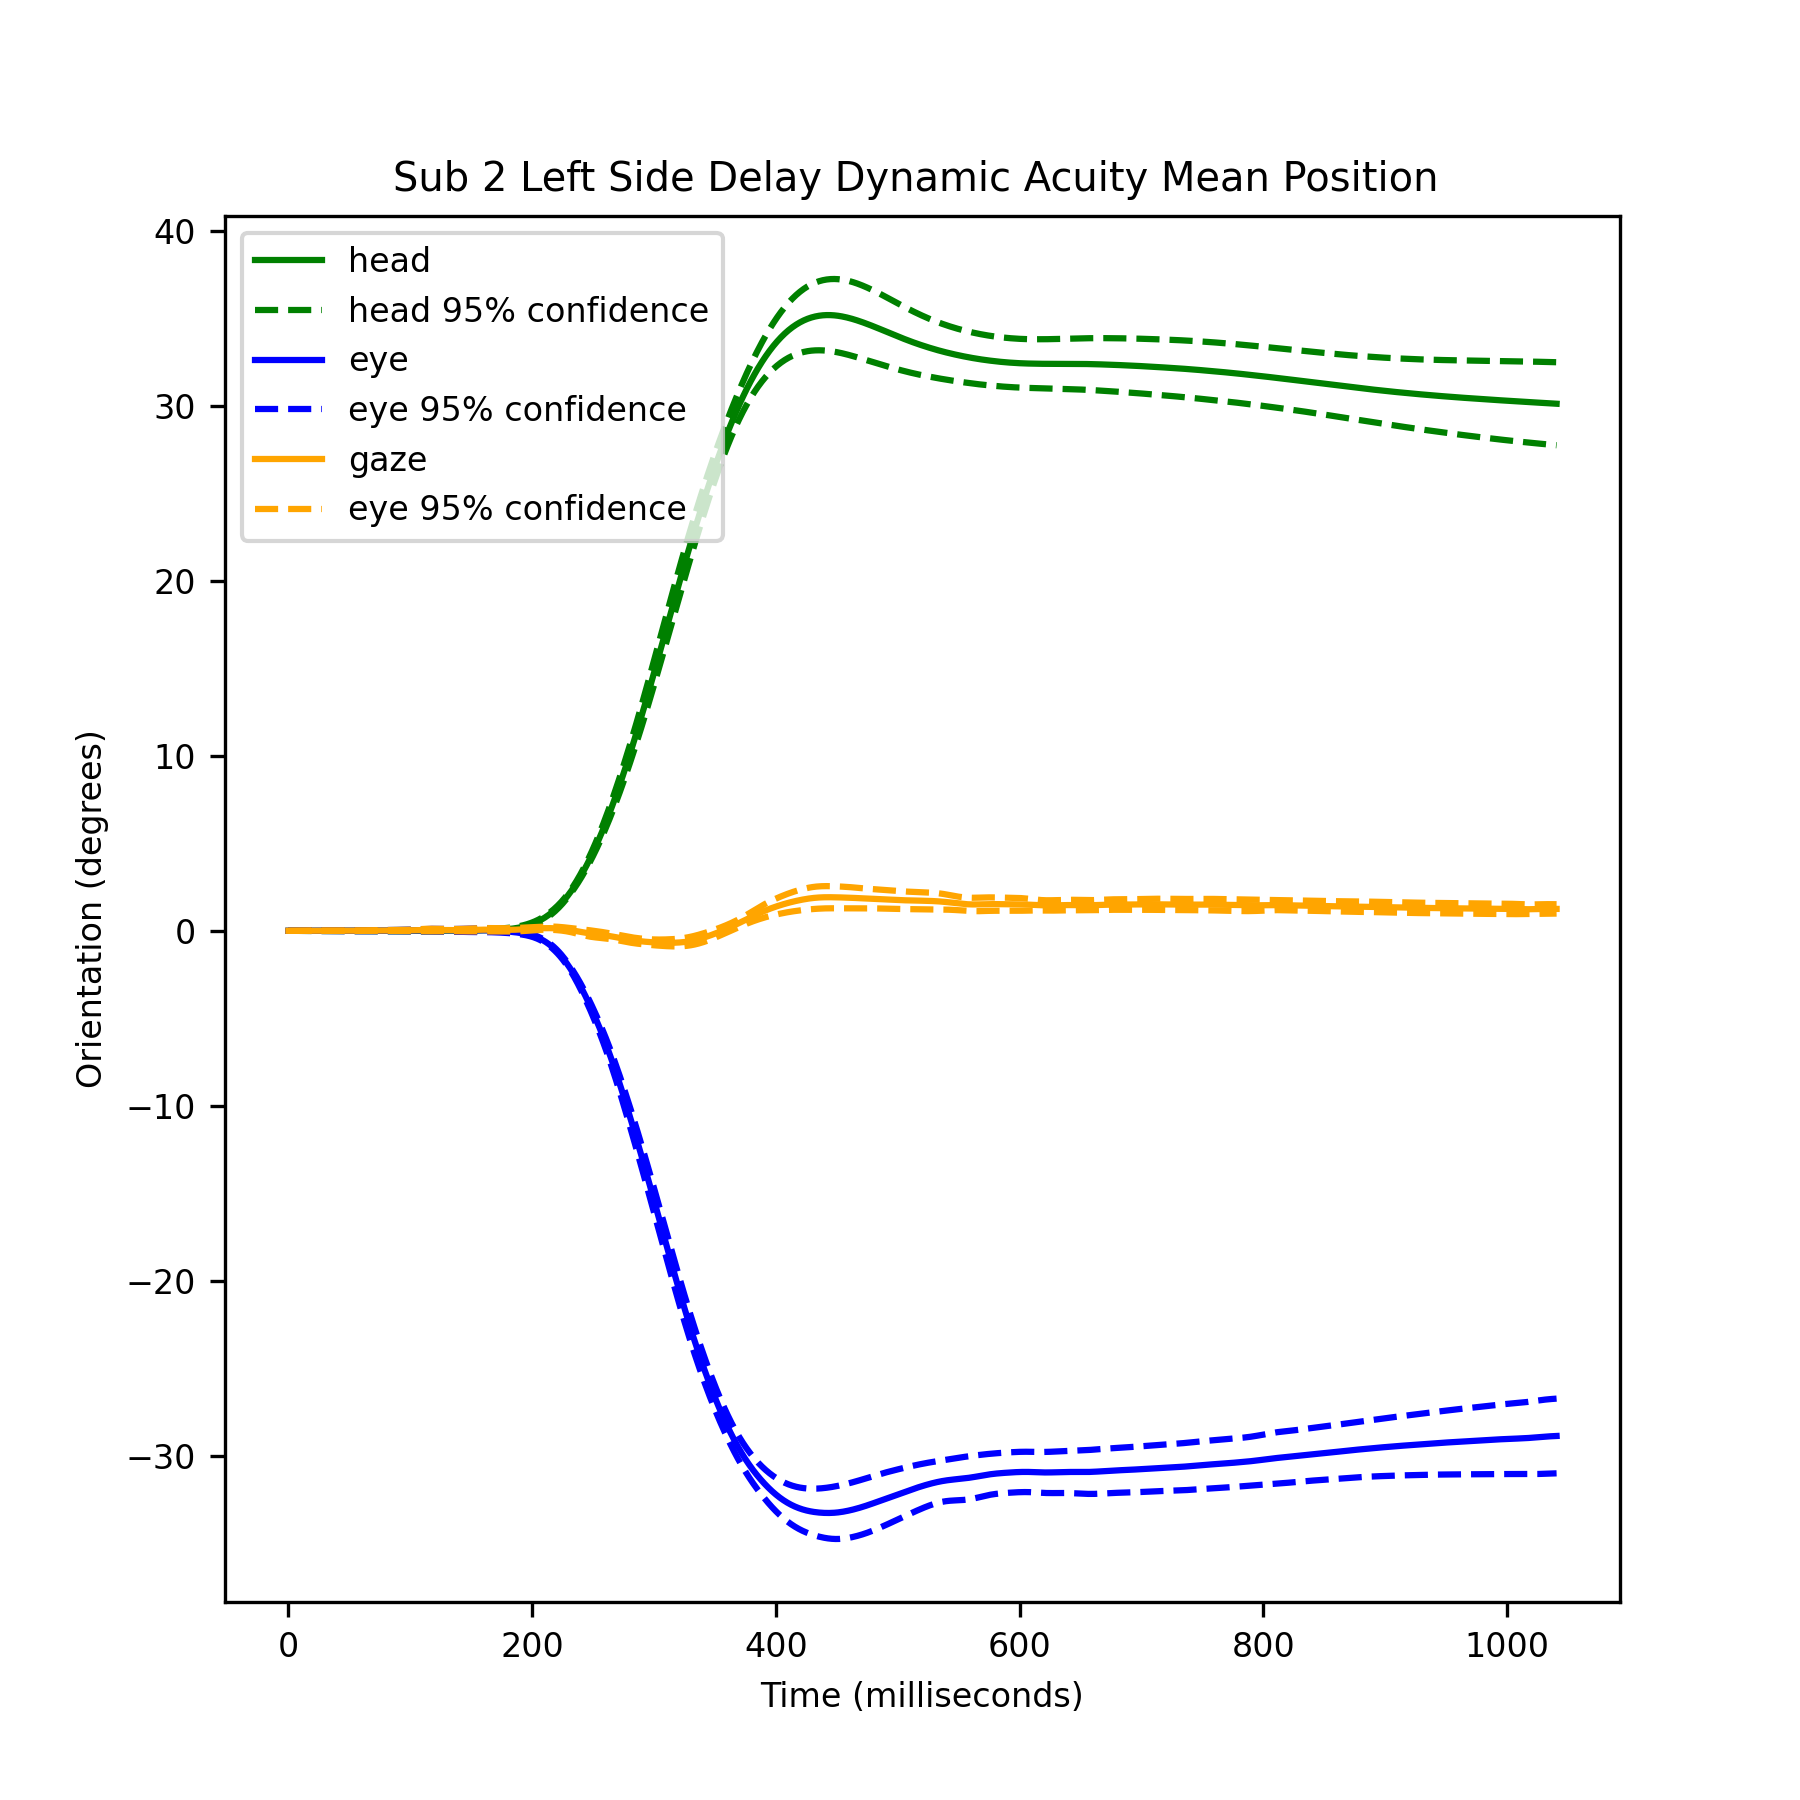 Sub 2 Left Side Delay Dynamic Acuity Mean Position
head
head 95% confidence
eye
eye 95% confidence
gaze
eye 95% confidence
Orientation (degrees)
40
30
20
10
0
−10
−20
−30
0 200 400 600 800 1000
Time (milliseconds)